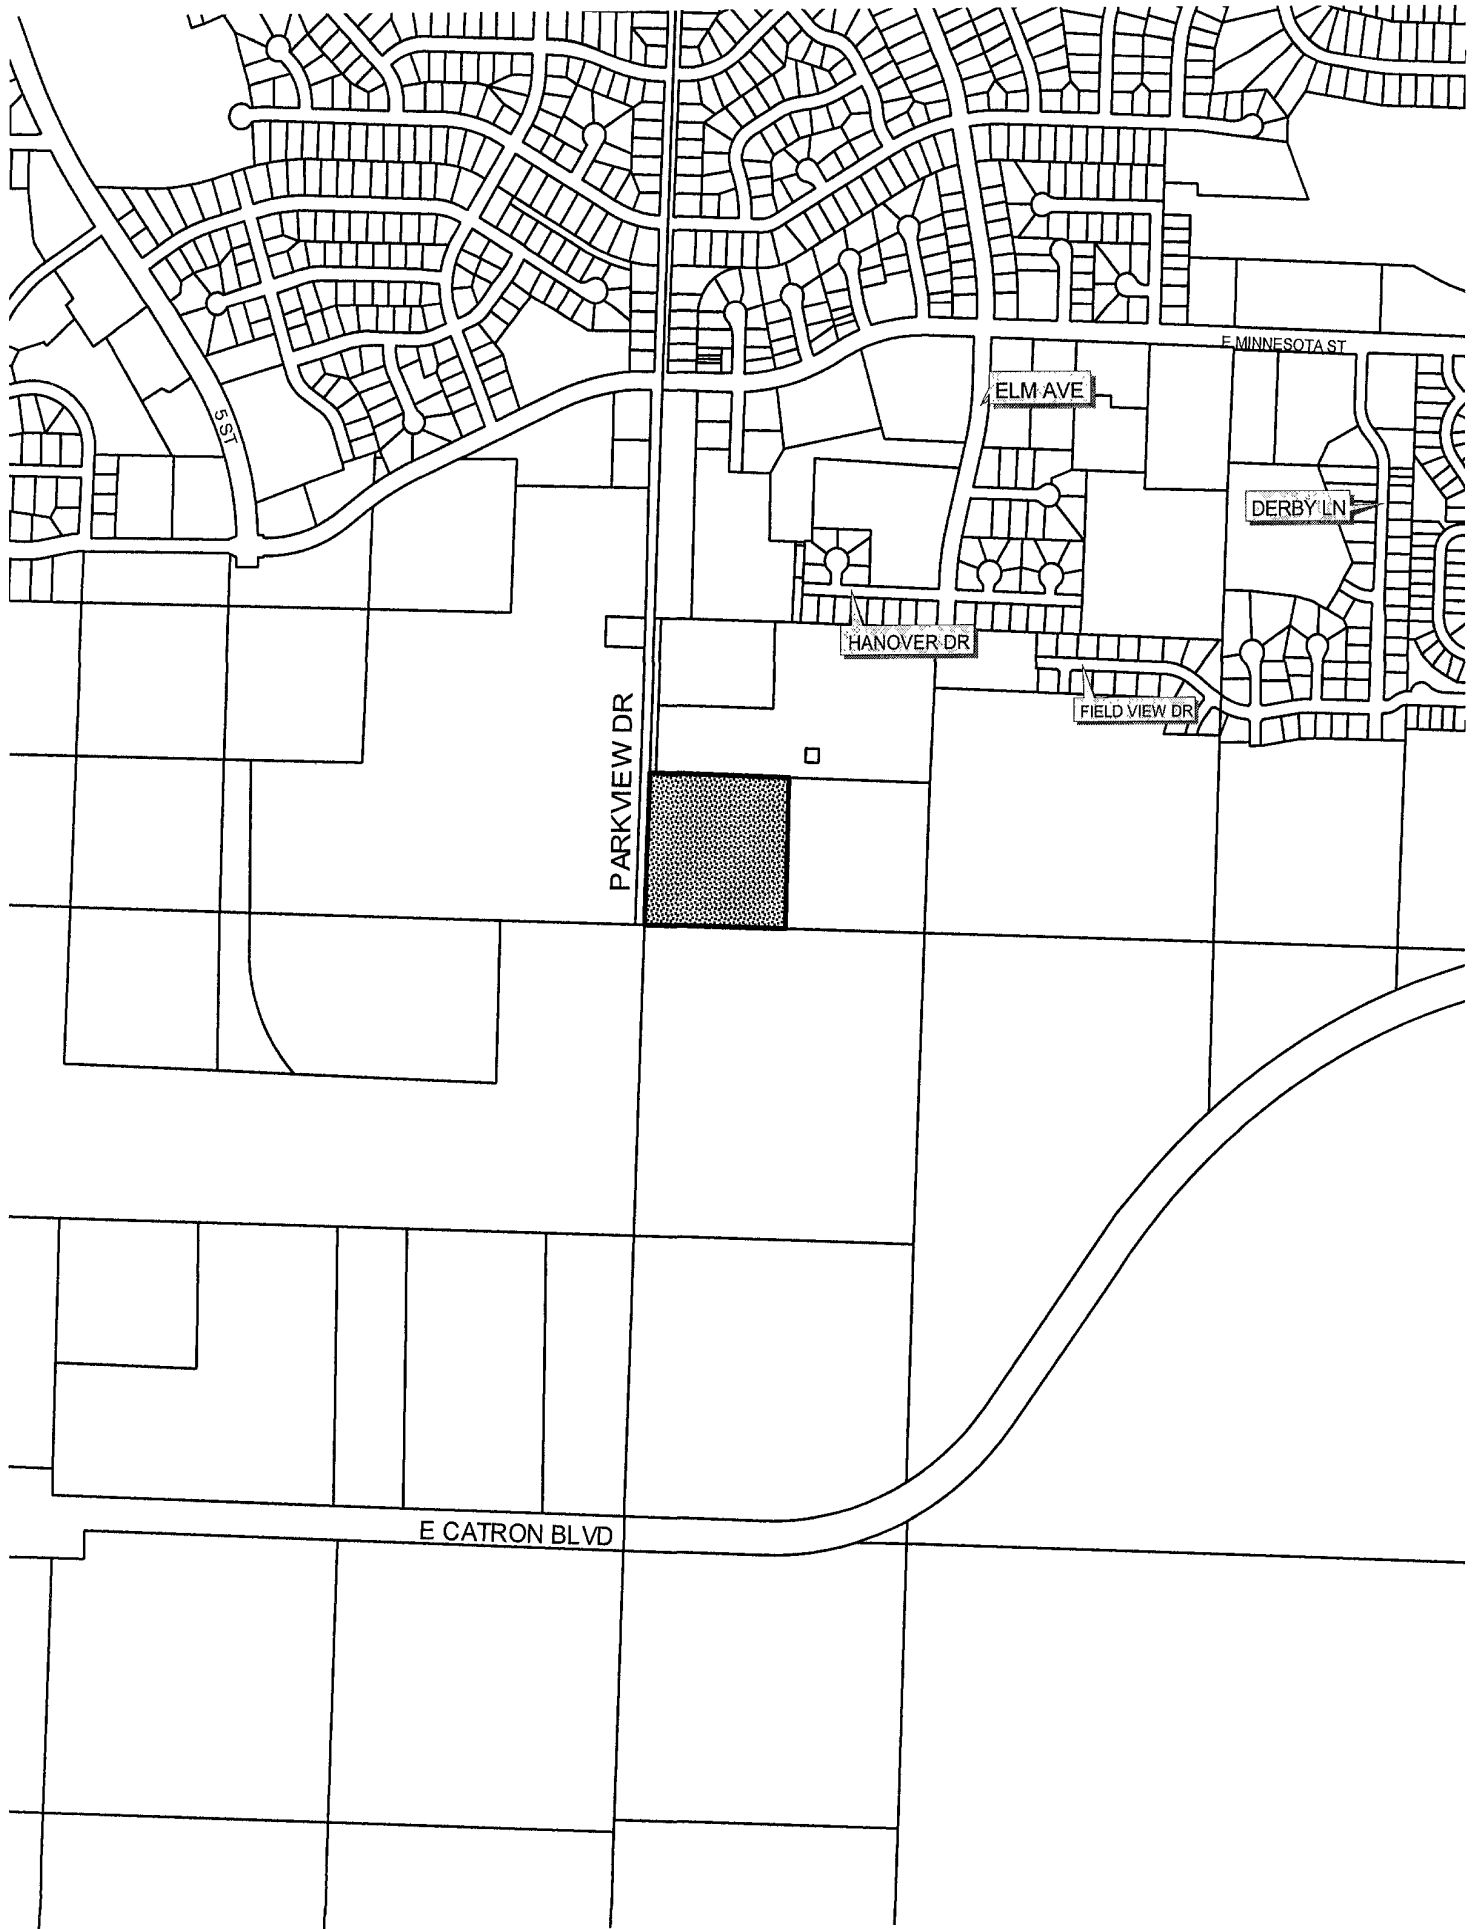 E MINNESOTA ST
ELM AVE
5 ST
DERBY LN
HANOVER DR
FIELD VIEW DR
PARKVIEW DR
E CATRON BLVD